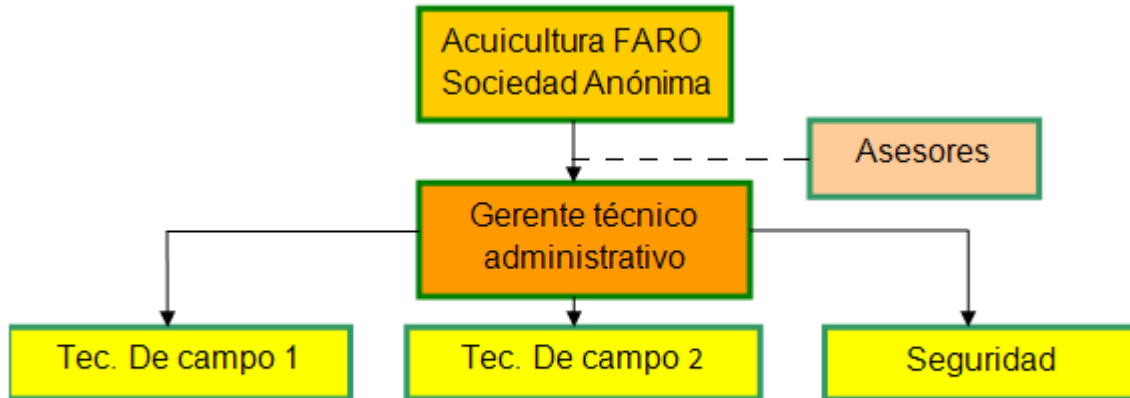 Acuicultura FARO
Sociedad Anónima
Asesores
Gerente técnico
administrativo
Tec. De campo 1
Tec. De campo 2
Seguridad